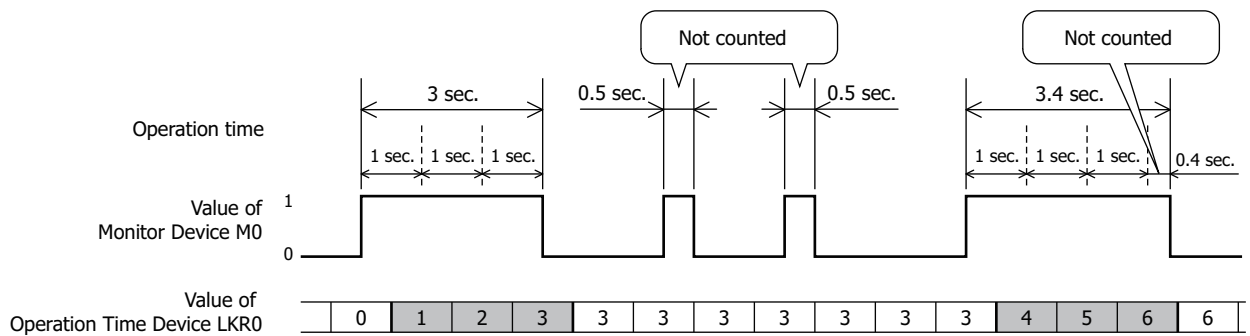 Not counted Not counted
3 sec. 0.5 sec. 0.5 sec. 3.4 sec.
Operation time
1 sec. 1 sec. 1 sec. 1 sec. 1 sec. 1 sec. 0.4 sec.
Value of 1
Monitor Device M0
0
Value of
Operation Time Device LKR0 0 1 2 3 3 3 3 3 3 3 3 4 5 6 6